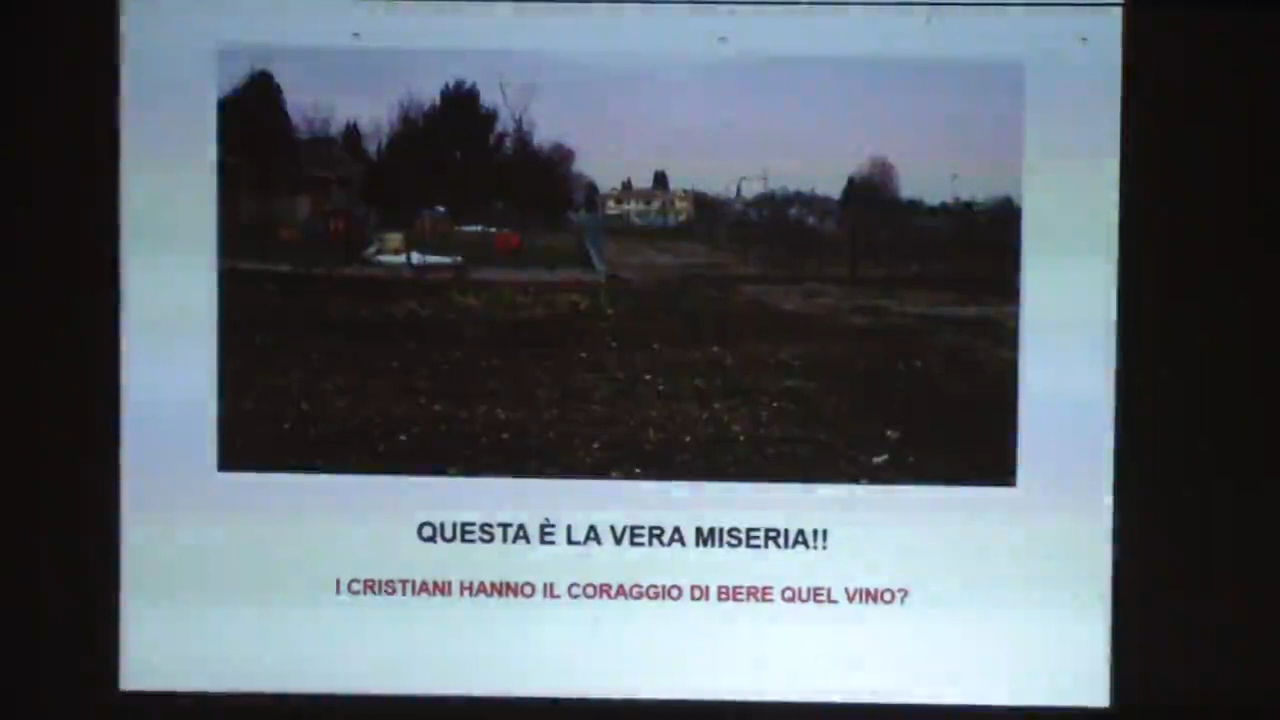 QUESTA È LA VERA MISERIA!!
I CRISTIANI HANNO IL CORAGGIO DI BERE QUEL VINO?